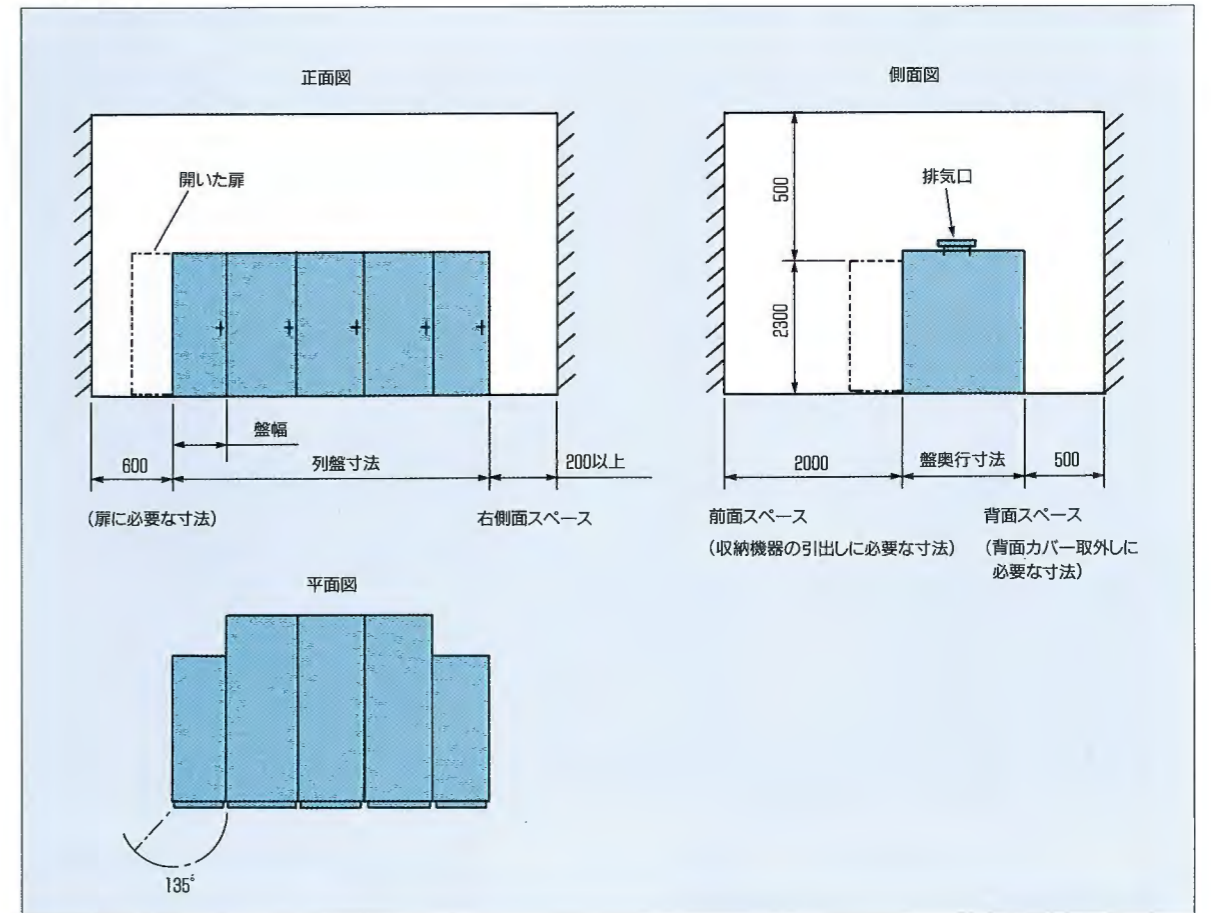 正面図
開いた扉
盤幅
600
列盤寸法
200以上
(扉に必要な寸法)
右側面スペース
側面図
500
排気口
2300
2000
盤奥行寸法
500
前面スペース
(収納機器の引出しに必要な寸法)
背面スペース
(背面カバー取外しに
必要な寸法)
平面図
135°